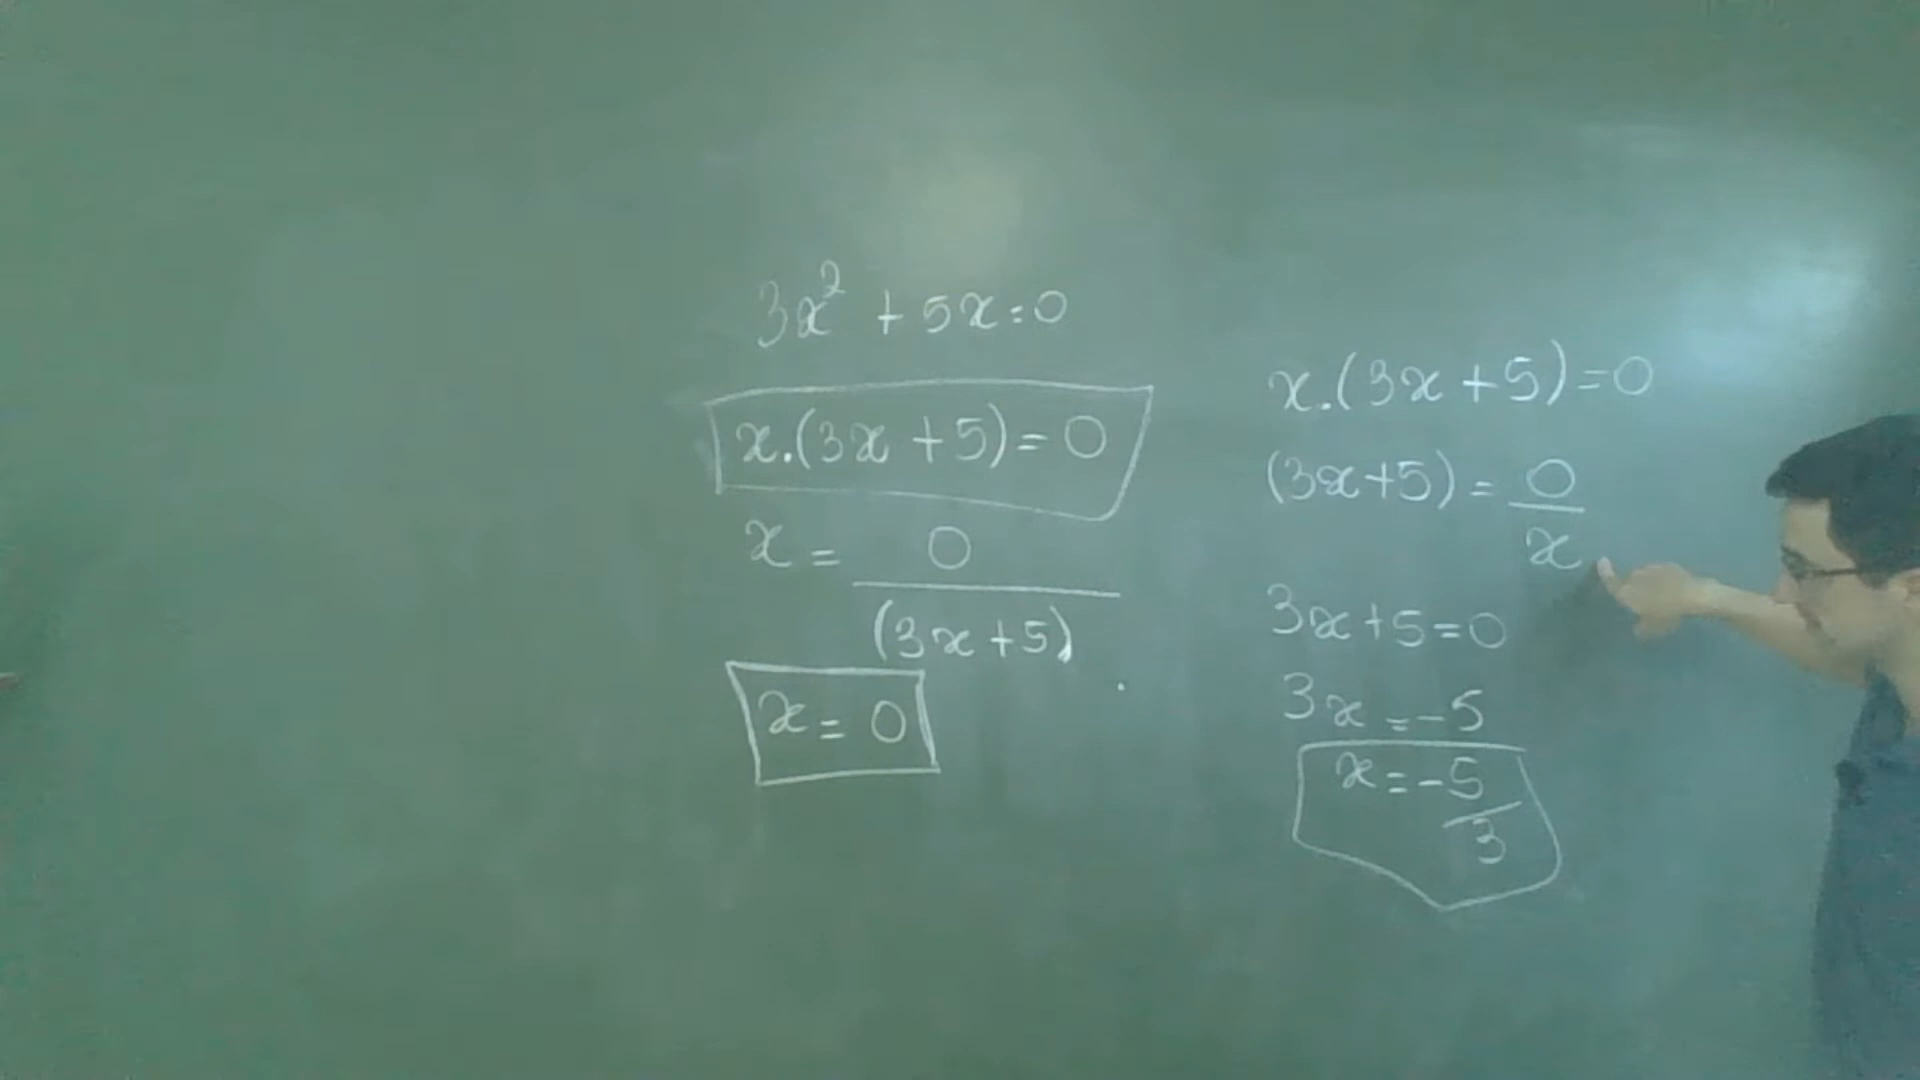 3x² + 5x = 0
x.(3x + 5) = 0
x = 0
(3x + 5)
x = 0
x.(3x + 5) = 0
(3x + 5) = 0
x
3x + 5 = 0
3x = -5
x = -5
3